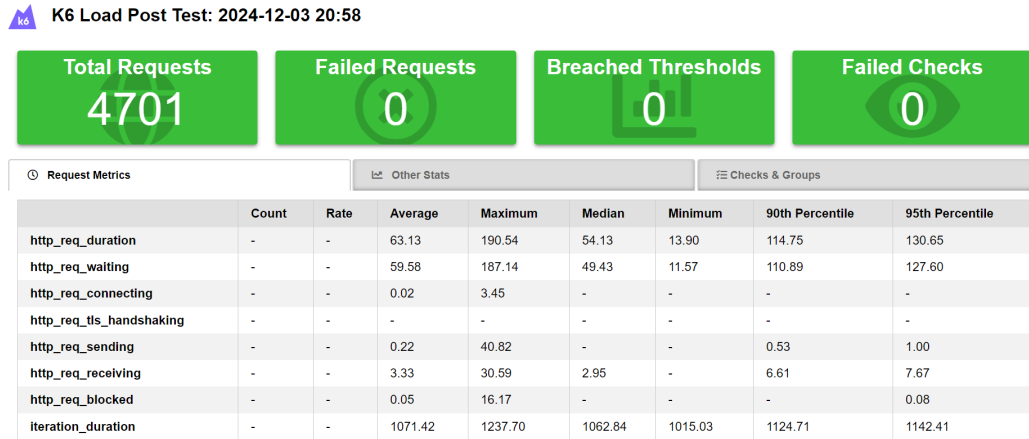 k6 K6 Load Post Test: 2024-12-03 20:58
Total Requests Failed Requests Breached Thresholds Failed Checks
4701 0 0 0
Request Metrics Other Stats Checks & Groups
Count Rate Average Maximum Median Minimum 90th Percentile 95th Percentile
http_req_duration - - 63.13 190.54 54.13 13.90 114.75 130.65
http_req_waiting - - 59.58 187.14 49.43 11.57 110.89 127.60
http_req_connecting - - 0.02 3.45 - - - -
http_req_tls_handshaking - - - - - - - -
http_req_sending - - 0.22 40.82 - - 0.53 1.00
http_req_receiving - - 3.33 30.59 2.95 - 6.61 7.67
http_req_blocked - - 0.05 16.17 - - - 0.08
iteration_duration - - 1071.42 1237.70 1062.84 1015.03 1124.71 1142.41